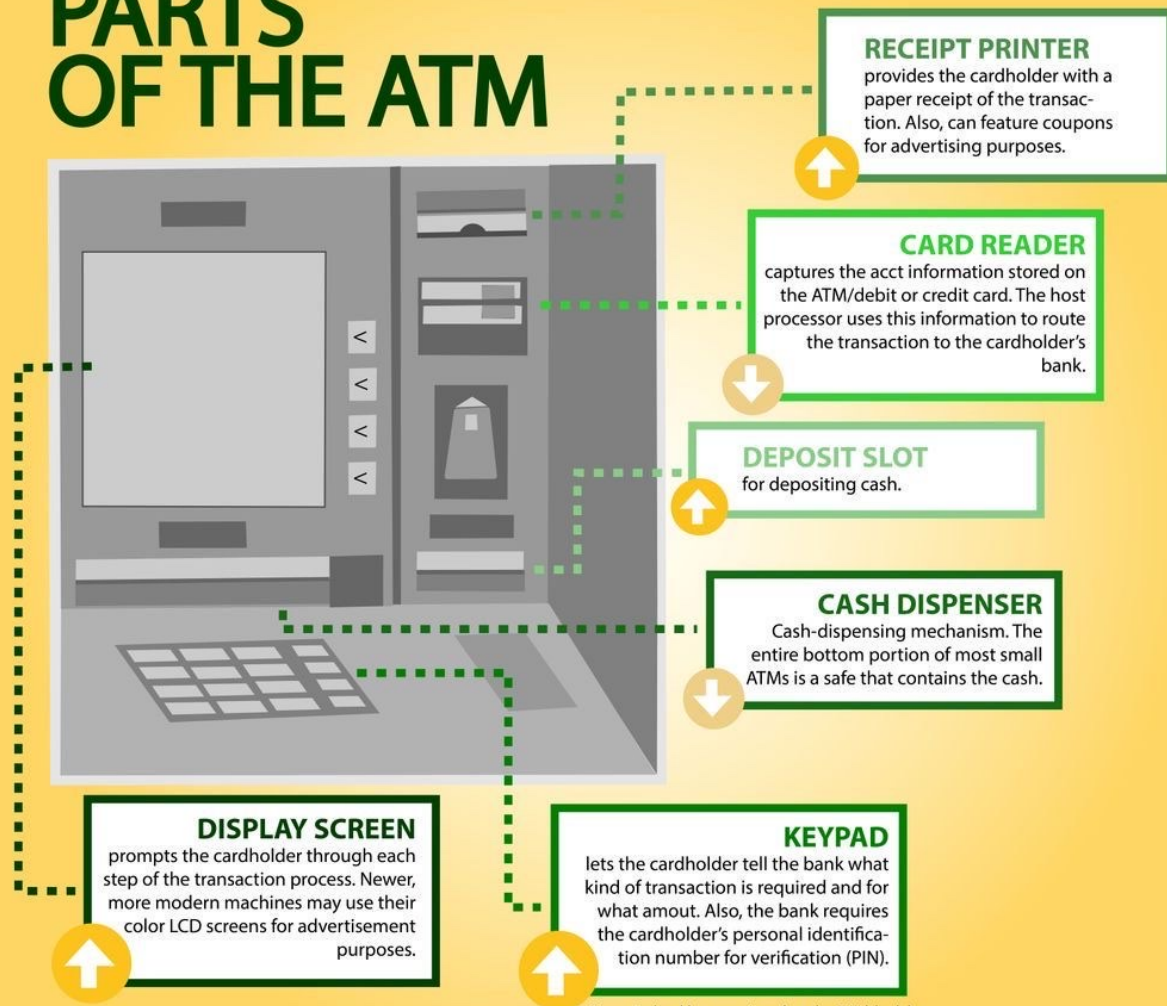 PARTS
OF THE ATM
RECEIPT PRINTER
provides the cardholder with a
paper receipt of the transac-
tion. Also, can feature coupons
for advertising purposes.
CARD READER
captures the acct information stored on
the ATM/debit or credit card. The host
processor uses this information to route
the transaction to the cardholder's
bank.
<
<
<
<
DEPOSIT SLOT
for depositing cash.
CASH DISPENSER
Cash-dispensing mechanism. The
entire bottom portion of most small
ATMs is a safe that contains the cash.
DISPLAY SCREEN
prompts the cardholder through each
step of the transaction process. Newer,
more modern machines may use their
color LCD screens for advertisement
purposes.
KEYPAD
lets the cardholder tell the bank what
kind of transaction is required and for
what amout. Also, the bank requires
the cardholder's personal identifica-
tion number for verification (PIN).